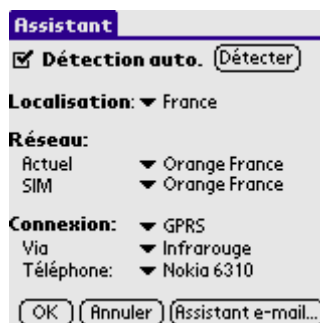 Assistant
Détection auto. Détecter
Localisation: France
Réseau:
Actuel Orange France
SIM Orange France
Connexion: GPRS
Via Infrarouge
Téléphone: Nokia 6310
OK Annuler Assistant e-mail...